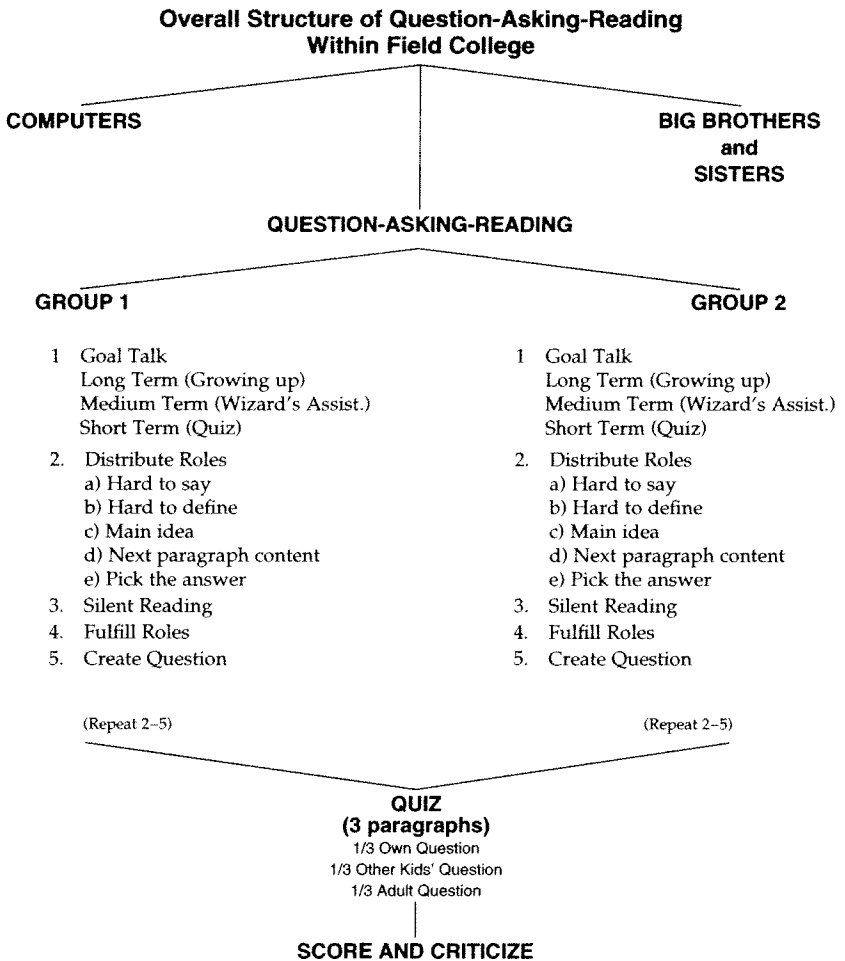 Overall Structure of Question-Asking-Reading
Within Field College
COMPUTERS
BIG BROTHERS
and
SISTERS
QUESTION-ASKING-READING
GROUP 1
1 Goal Talk
Long Term (Growing up)
Medium Term (Wizard's Assist.)
Short Term (Quiz)
2. Distribute Roles
a) Hard to say
b) Hard to define
c) Main idea
d) Next paragraph content
e) Pick the answer
3. Silent Reading
4. Fulfill Roles
5. Create Question
(Repeat 2–5)
GROUP 2
1 Goal Talk
Long Term (Growing up)
Medium Term (Wizard's Assist.)
Short Term (Quiz)
2. Distribute Roles
a) Hard to say
b) Hard to define
c) Main idea
d) Next paragraph content
e) Pick the answer
3. Silent Reading
4. Fulfill Roles
5. Create Question
(Repeat 2–5)
QUIZ
(3 paragraphs)
1/3 Own Question
1/3 Other Kids' Question
1/3 Adult Question
SCORE AND CRITICIZE